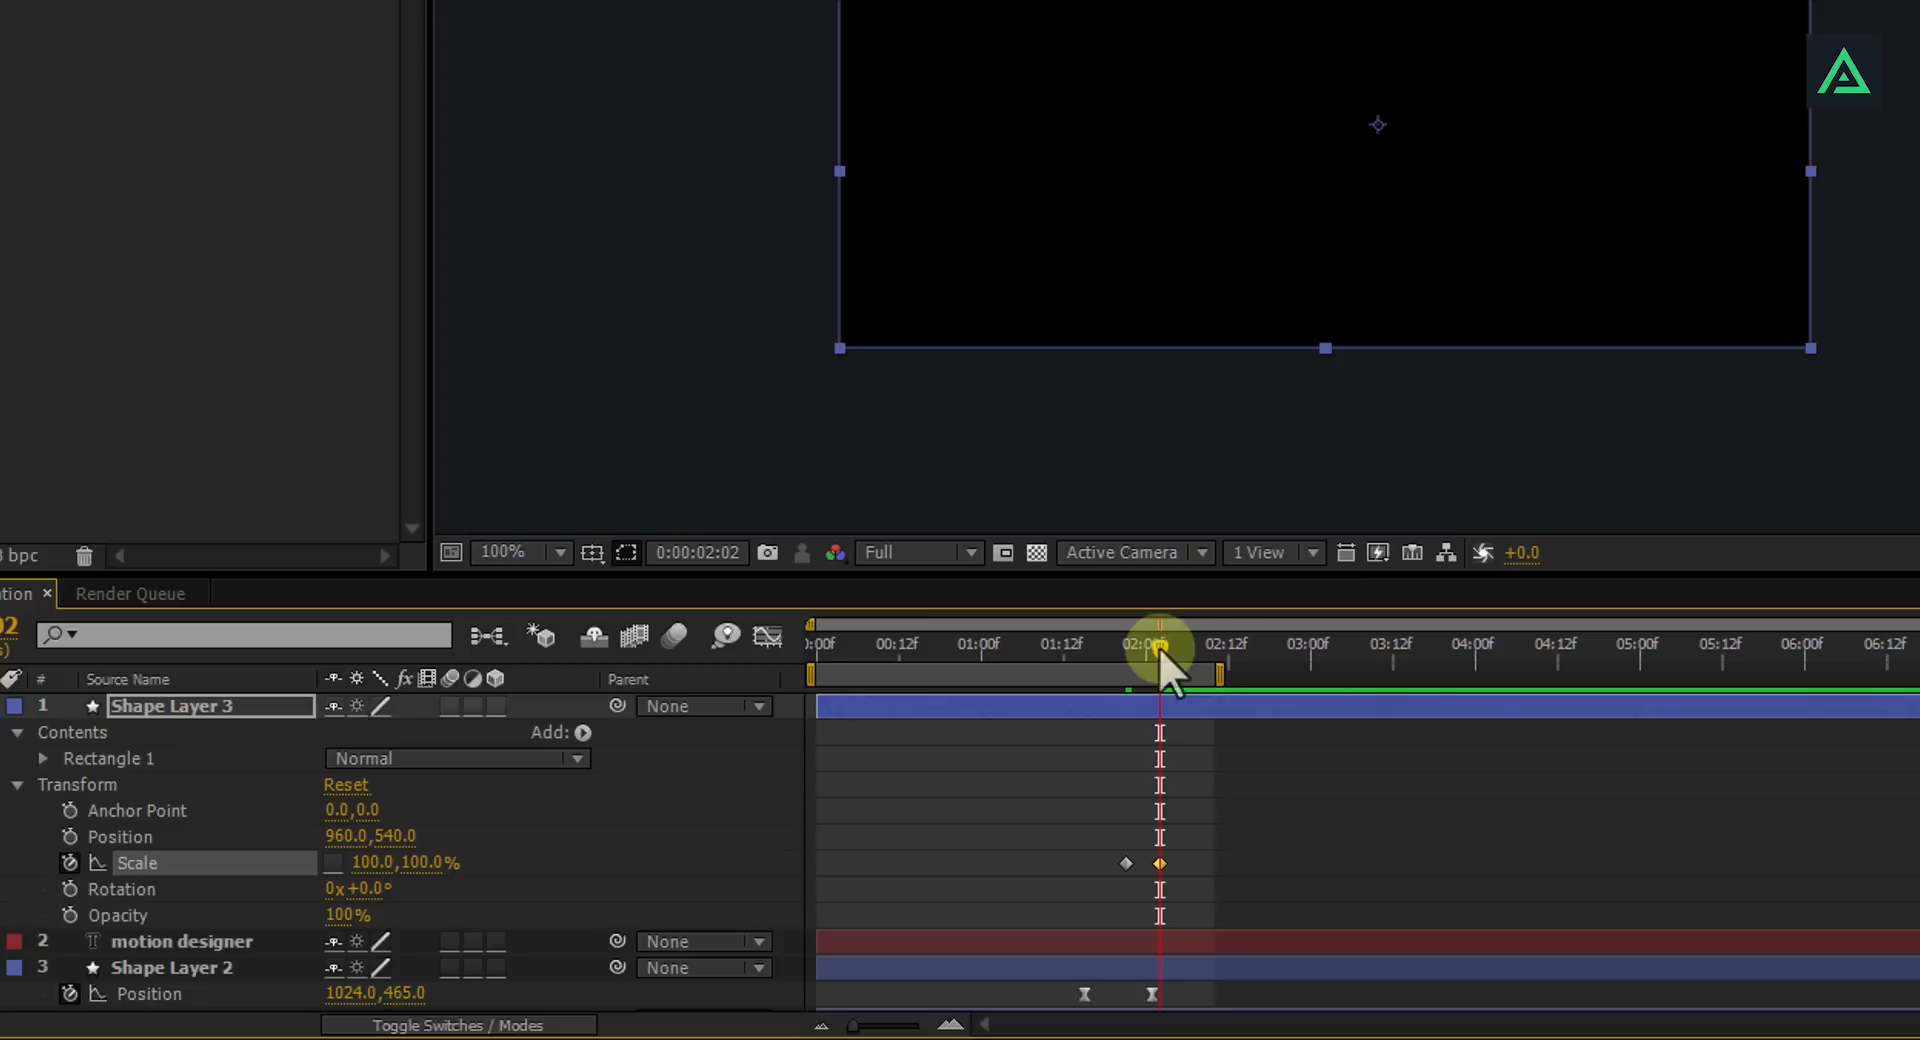 100% 0:00:02:02 Full Active Camera 1 View +0.0
bpc
tion × Render Queue
02
:00f 00:12f 01:00f 01:12f 02:12f 03:00f 03:12f 04:00f 04:12f 05:00f 05:12f 06:00f 06:12f
# Source Name fx Parent
1 Shape Layer 3 None
Contents Add:
Rectangle 1 Normal
Transform Reset
Anchor Point 0.0,0.0
Position 960.0,540.0
Scale 100.0,100.0%
Rotation 0x+0.0°
Opacity 100%
2 T motion designer None
3 Shape Layer 2 None
Position 1024.0,465.0
Toggle Switches / Modes